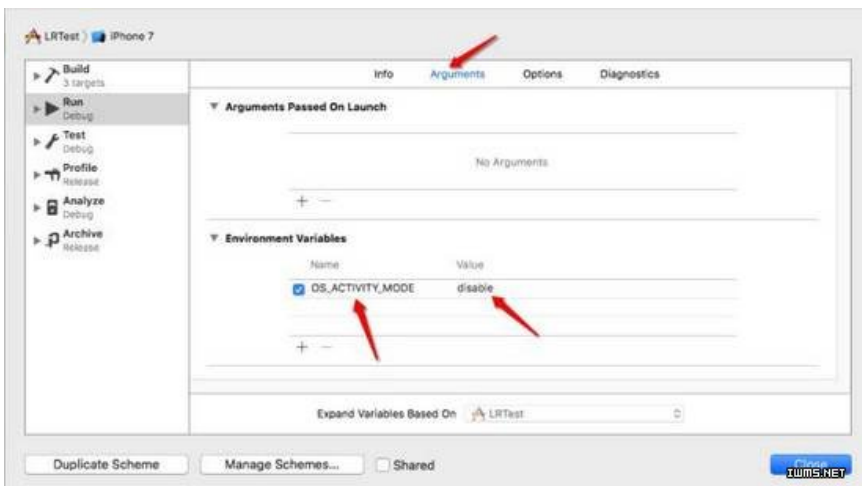 LRTest iPhone 7
Build
3 targets
Run
Debug
Test
Debug
Profile
Release
Analyze
Debug
Archive
Release
Info Arguments Options Diagnostics
Arguments Passed On Launch
No Arguments
Environment Variables
Name Value
OS_ACTIVITY_MODE disable
Expand Variables Based On LRTest
Duplicate Scheme Manage Schemes... Shared Close
IWMS.NET